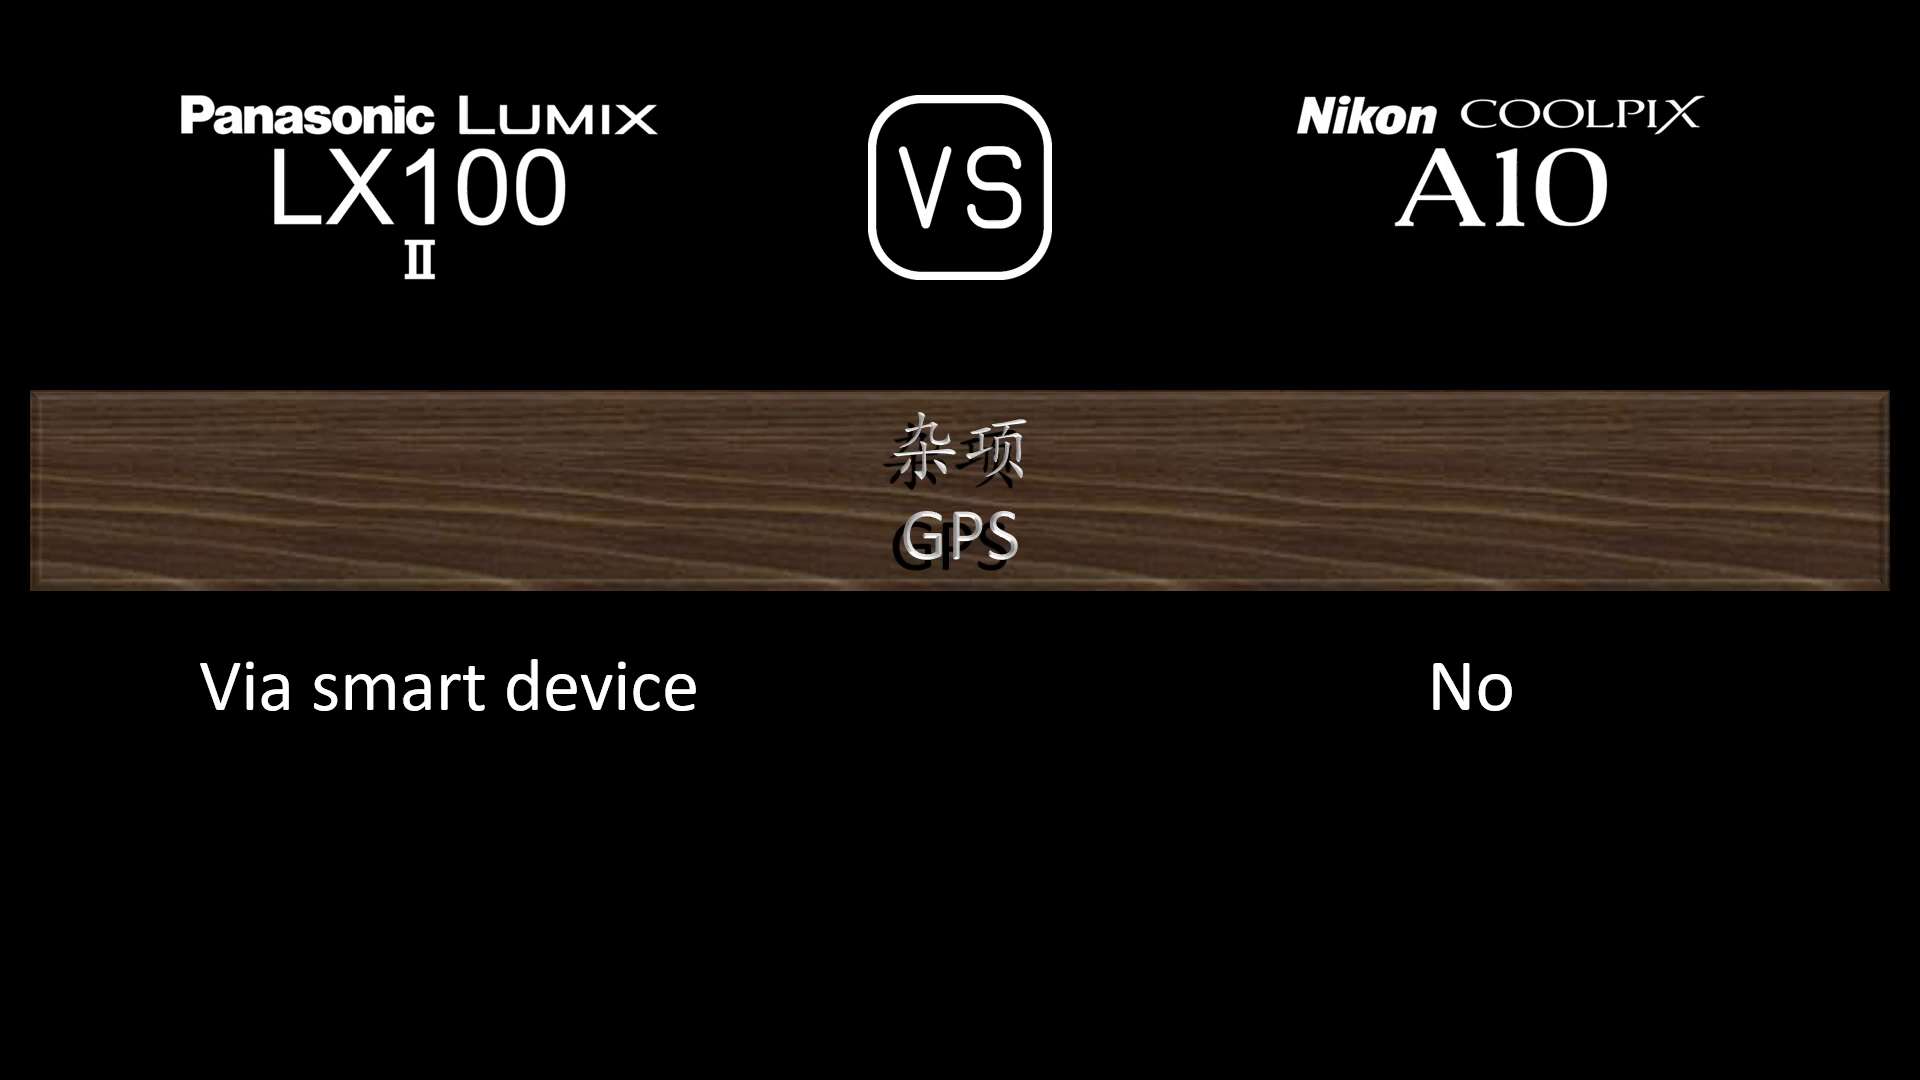 Panasonic LUMIX
LX100
II
VS
Nikon COOLPIX
A10
杂项
GPS
Via smart device
No